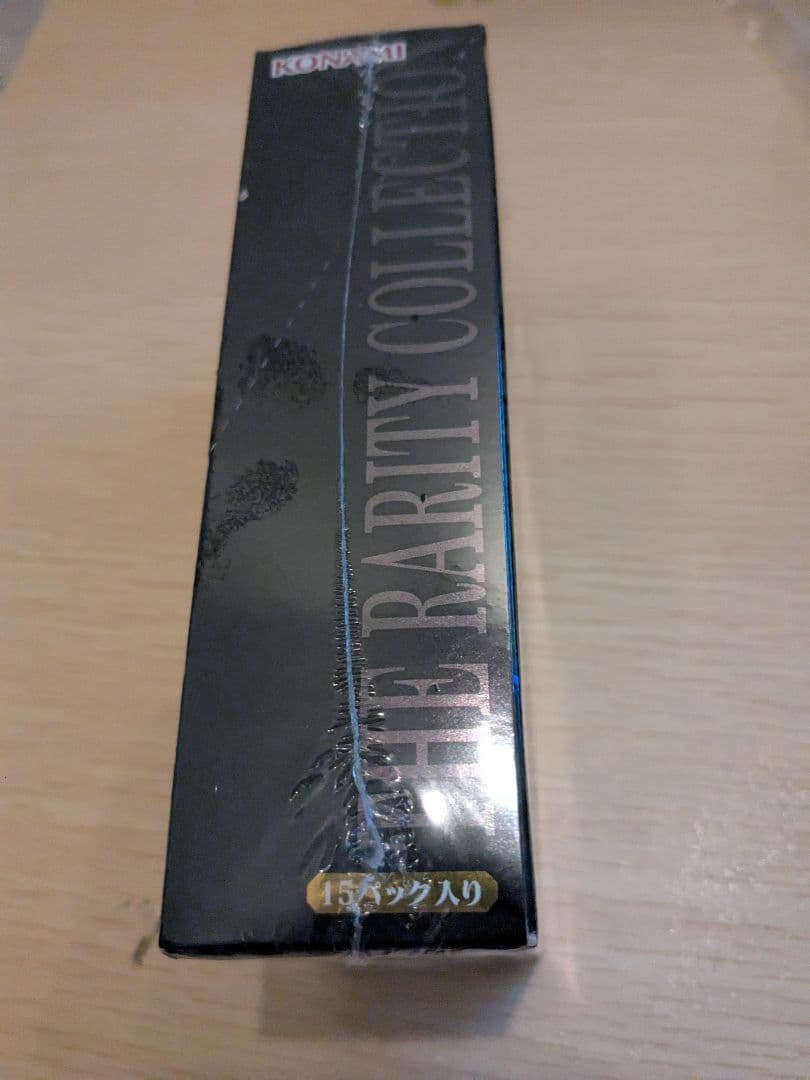 KONAMI
THE RARITY COLLECTION
15パック入り